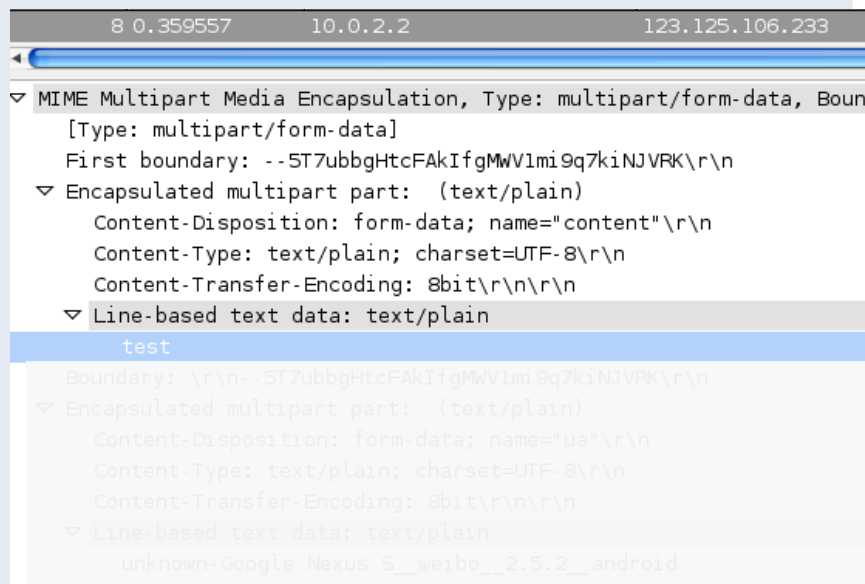 8 0.359557 10.0.2.2 123.125.106.233
MIME Multipart Media Encapsulation, Type: multipart/form-data, Boun
[Type: multipart/form-data]
First boundary: --5T7ubbgHtcFAkIfgMWV1mi9q7kiNJVRK\r\n
Encapsulated multipart part: (text/plain)
Content-Disposition: form-data; name="content"\r\n
Content-Type: text/plain; charset=UTF-8\r\n
Content-Transfer-Encoding: 8bit\r\n\r\n
Line-based text data: text/plain
test
Boundary: \r\n--5T7ubbgHtcFAkIfgMWV1mi9q7kiNJVRK\r\n
Encapsulated multipart part: (text/plain)
Content-Disposition: form-data; name="ua"\r\n
Content-Type: text/plain; charset=UTF-8\r\n
Content-Transfer-Encoding: 8bit\r\n\r\n
Line-based text data: text/plain
unknown-Google Nexus S__weibo__2.5.2__android